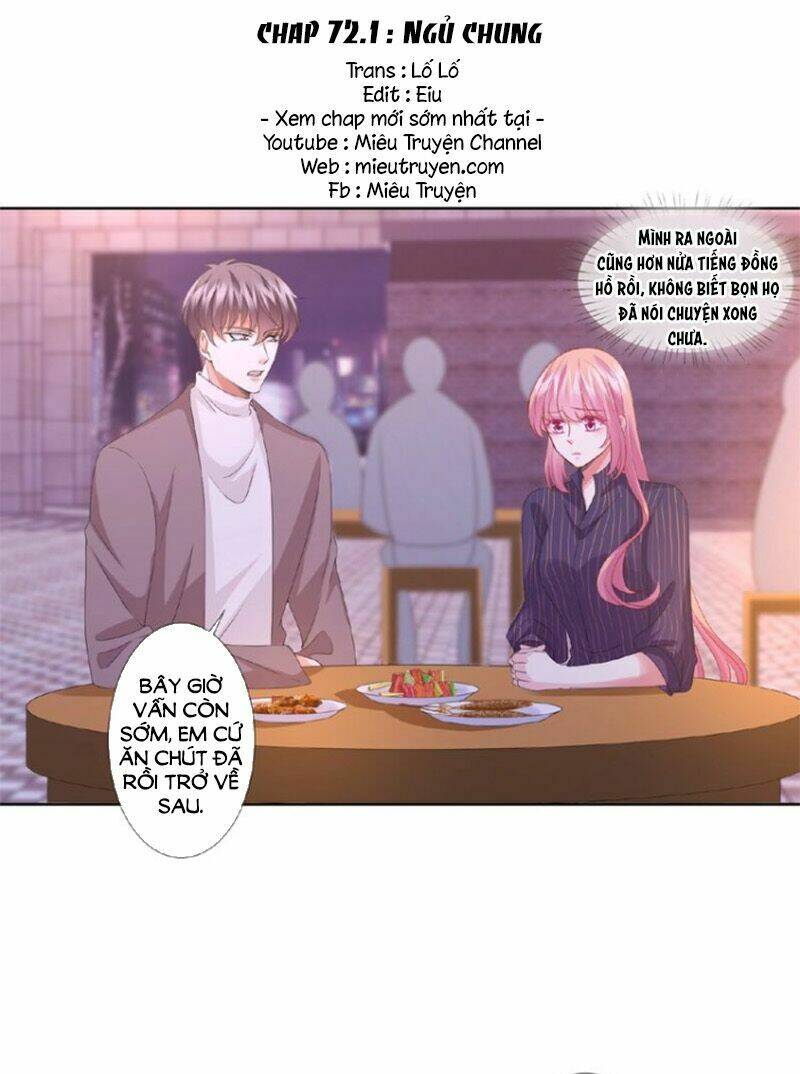 CHAP 72.1 : NGỦ CHUNG
Trans : Lố Lố
Edit : Eiu
- Xem chap mới sớm nhất tại -
Youtube : Miêu Truyện Channel
Web : mieutruyen.com
Fb : Miêu Truyện
MÌNH RA NGOÀI
CŨNG HƠN NỬA TIẾNG ĐỒNG
HỒ RỒI, KHÔNG BIẾT BỌN HỌ
ĐÃ NÓI CHUYỆN XONG
CHƯA.
BÂY GIỜ
VẪN CÒN
SỚM, EM CỨ
ĂN CHÚT ĐÃ
RỒI TRỞ VỀ
SAU.